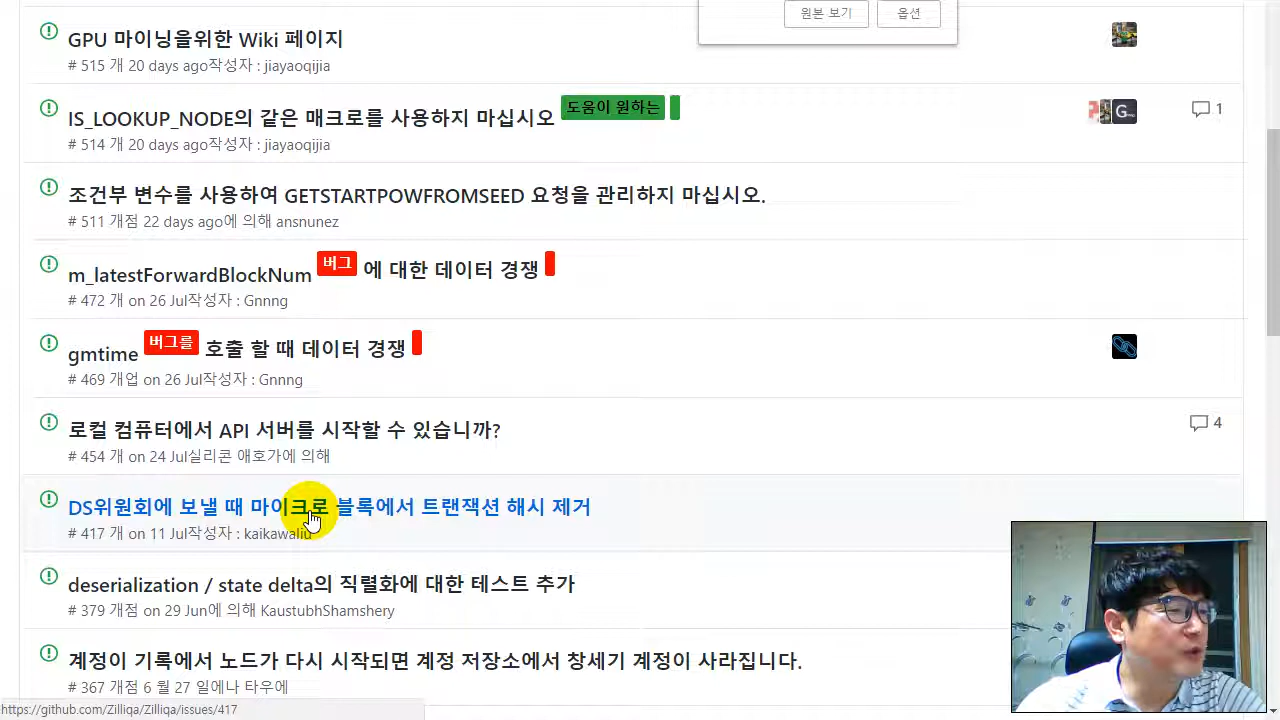 원본 보기
옵션
GPU 마이닝을위한 Wiki 페이지
# 515 개 20 days ago작성자 : jiayaoqijia
IS_LOOKUP_NODE의 같은 매크로를 사용하지 마십시오 도움이 원하는
1
# 514 개 20 days ago작성자 : jiayaoqijia
조건부 변수를 사용하여 GETSTARTPOWFROMSEED 요청을 관리하지 마십시오.
# 511 개점 22 days ago에 의해 ansnunez
m_latestForwardBlockNum 버그 에 대한 데이터 경쟁
# 472 개 on 26 Jul작성자 : Gnnng
gmtime 버그를 호출 할 때 데이터 경쟁
# 469 개업 on 26 Jul작성자 : Gnnng
로컬 컴퓨터에서 API 서버를 시작할 수 있습니까?
4
# 454 개 on 24 Jul실리콘 애호가에 의해
DS위원회에 보낼 때 마이크로 블록에서 트랜잭션 해시 제거
# 417 개 on 11 Jul작성자 : kaikawaliu
deserialization / state delta의 직렬화에 대한 테스트 추가
# 379 개점 on 29 Jun에 의해 KaustubhShamshery
계정이 기록에서 노드가 다시 시작되면 계정 저장소에서 창세기 계정이 사라집니다.
# 367 개점 6 월 27 일에나 타우에
https://github.com/Zilliqa/Zilliqa/issues/417